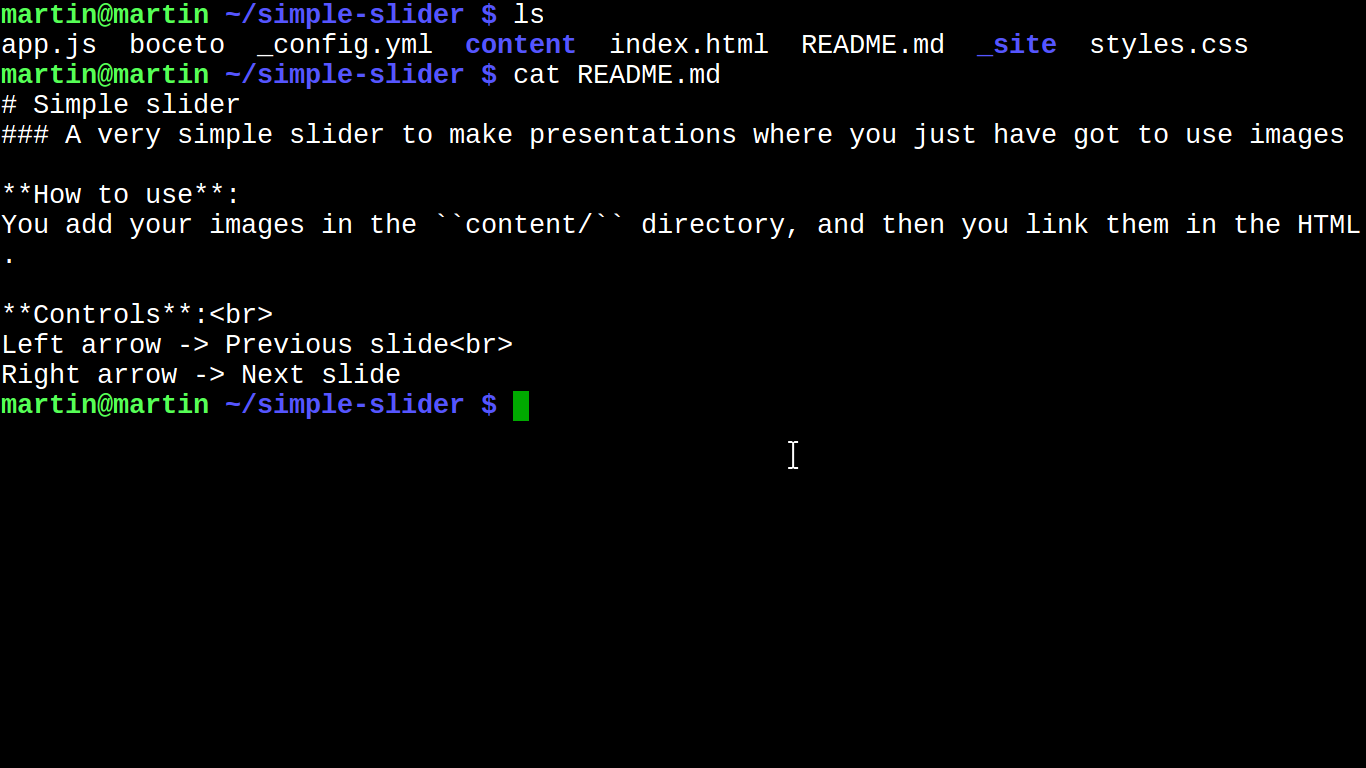 martin@martin ~/simple-slider $ ls
app.js  boceto  _config.yml  content  index.html  README.md  _site  styles.css
martin@martin ~/simple-slider $ cat README.md
# Simple slider
### A very simple slider to make presentations where you just have got to use images

**How to use**:
You add your images in the ``content/`` directory, and then you link them in the HTML
.

**Controls**:<br>
Left arrow -> Previous slide<br>
Right arrow -> Next slide
martin@martin ~/simple-slider $